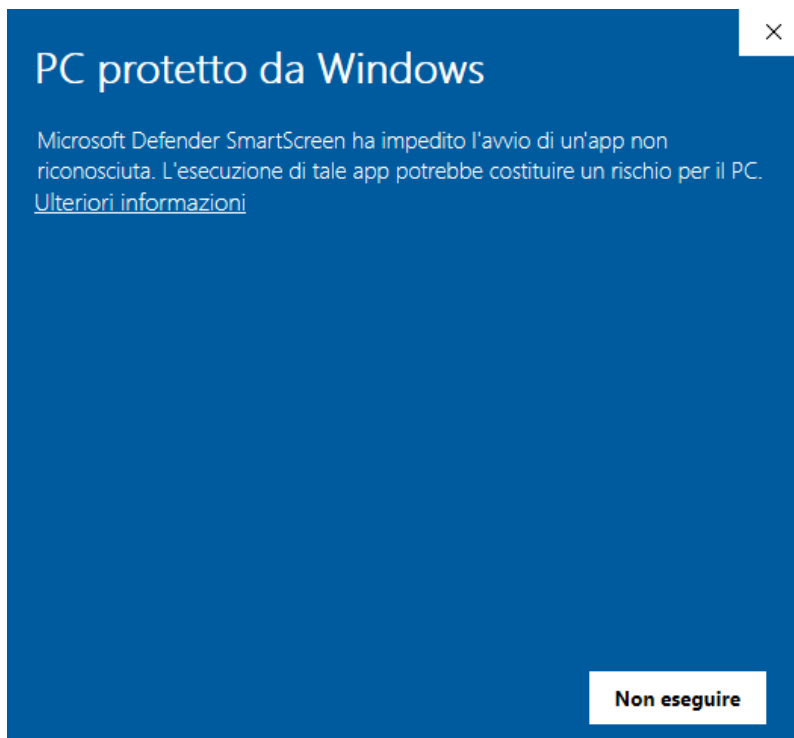 PC protetto da Windows
Microsoft Defender SmartScreen ha impedito l'avvio di un'app non
riconosciuta. L'esecuzione di tale app potrebbe costituire un rischio per il PC.
Ulteriori informazioni
Non eseguire